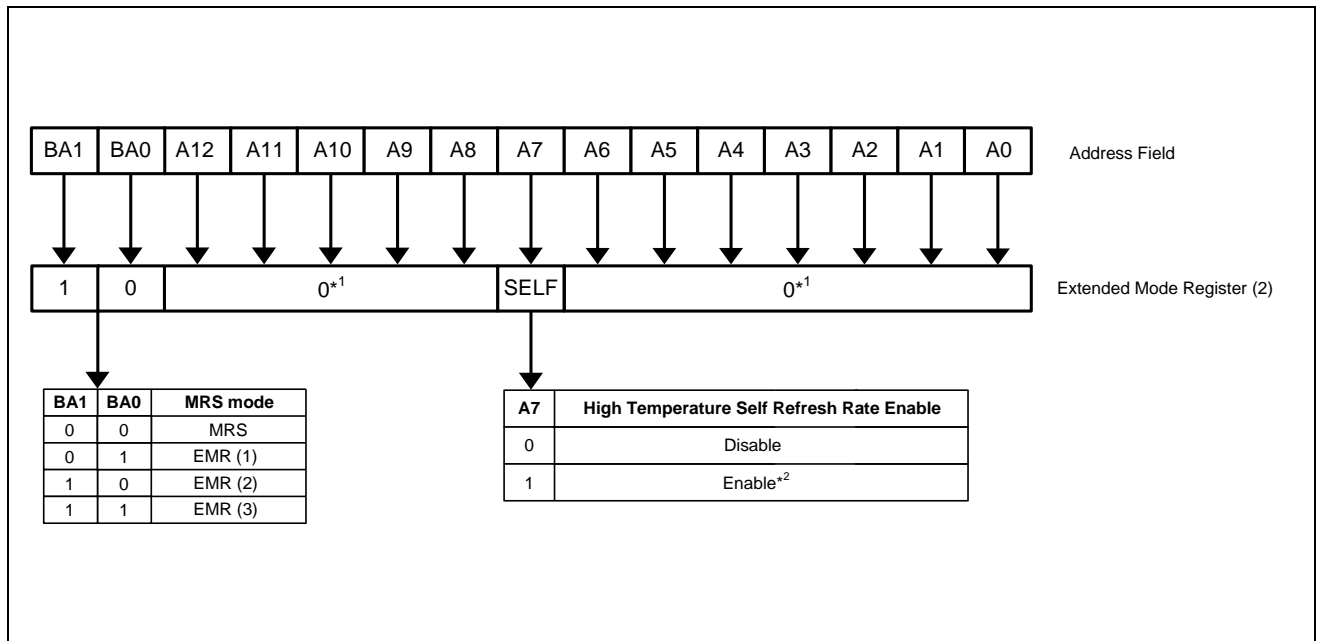 BA1 BA0 A12 A11 A10 A9 A8 A7 A6 A5 A4 A3 A2 A1 A0 Address Field
1 0 0*1 SELF 0*1 Extended Mode Register (2)
BA1 BA0 MRS mode
0 0 MRS
0 1 EMR (1)
1 0 EMR (2)
1 1 EMR (3)
A7 High Temperature Self Refresh Rate Enable
0 Disable
1 Enable*2